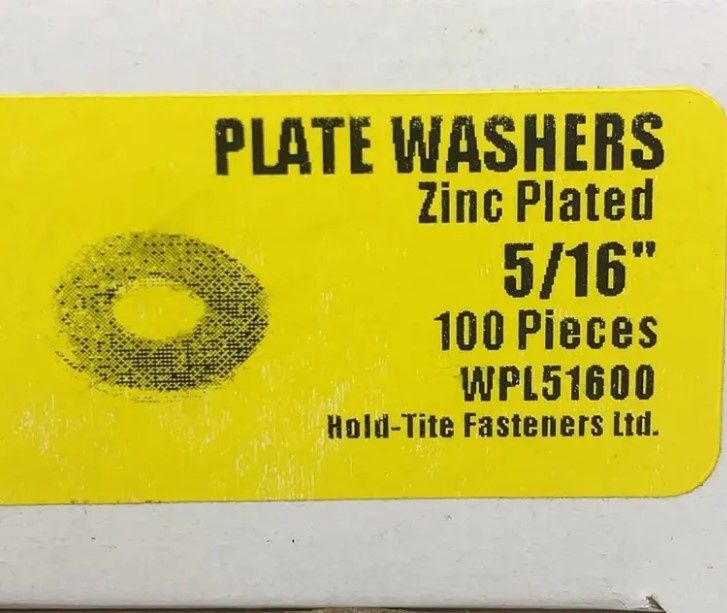 PLATE WASHERS
Zinc Plated
5/16"
100 Pieces
WPL51600
Hold-Tite Fasteners Ltd.